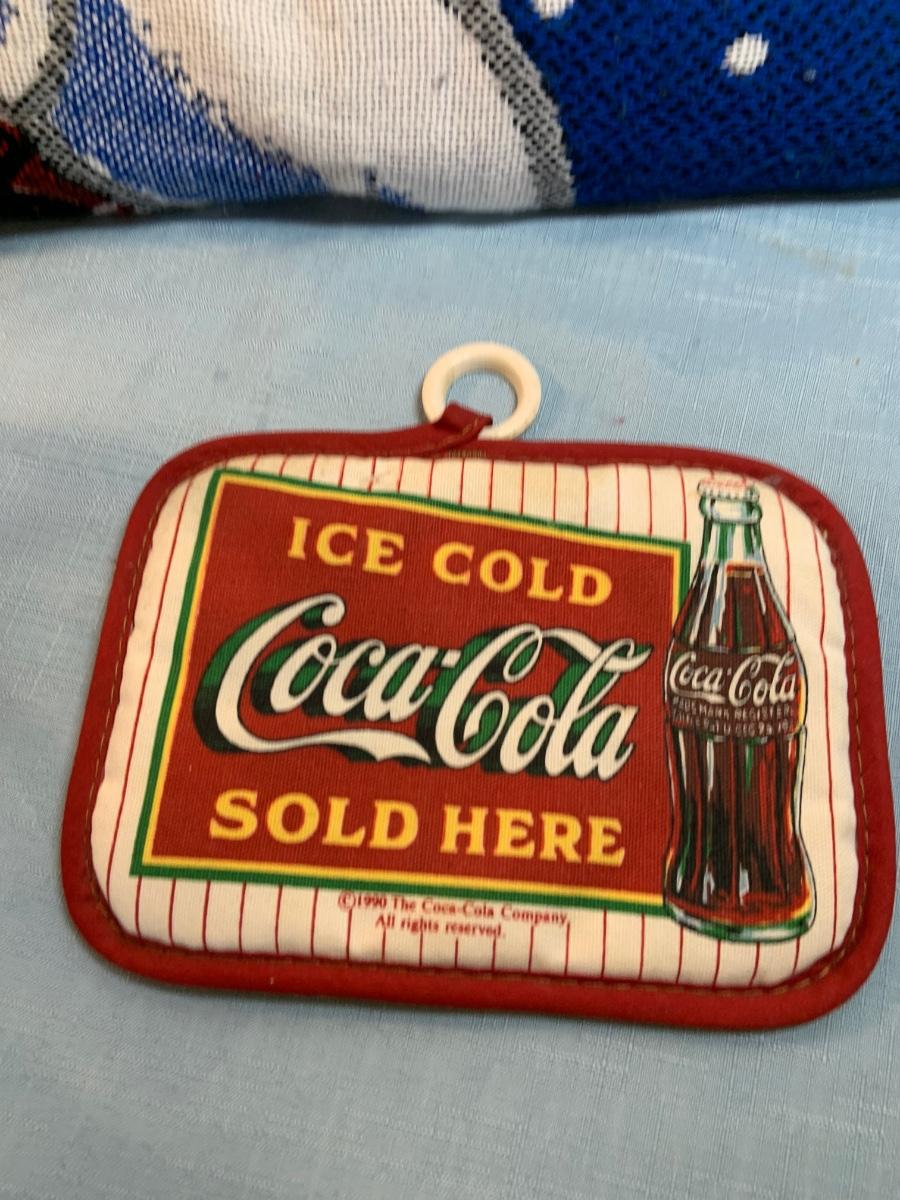 ICE COLD
Coca-Cola
SOLD HERE
Coca-Cola
©1990 The Coca-Cola Company,
All rights reserved.